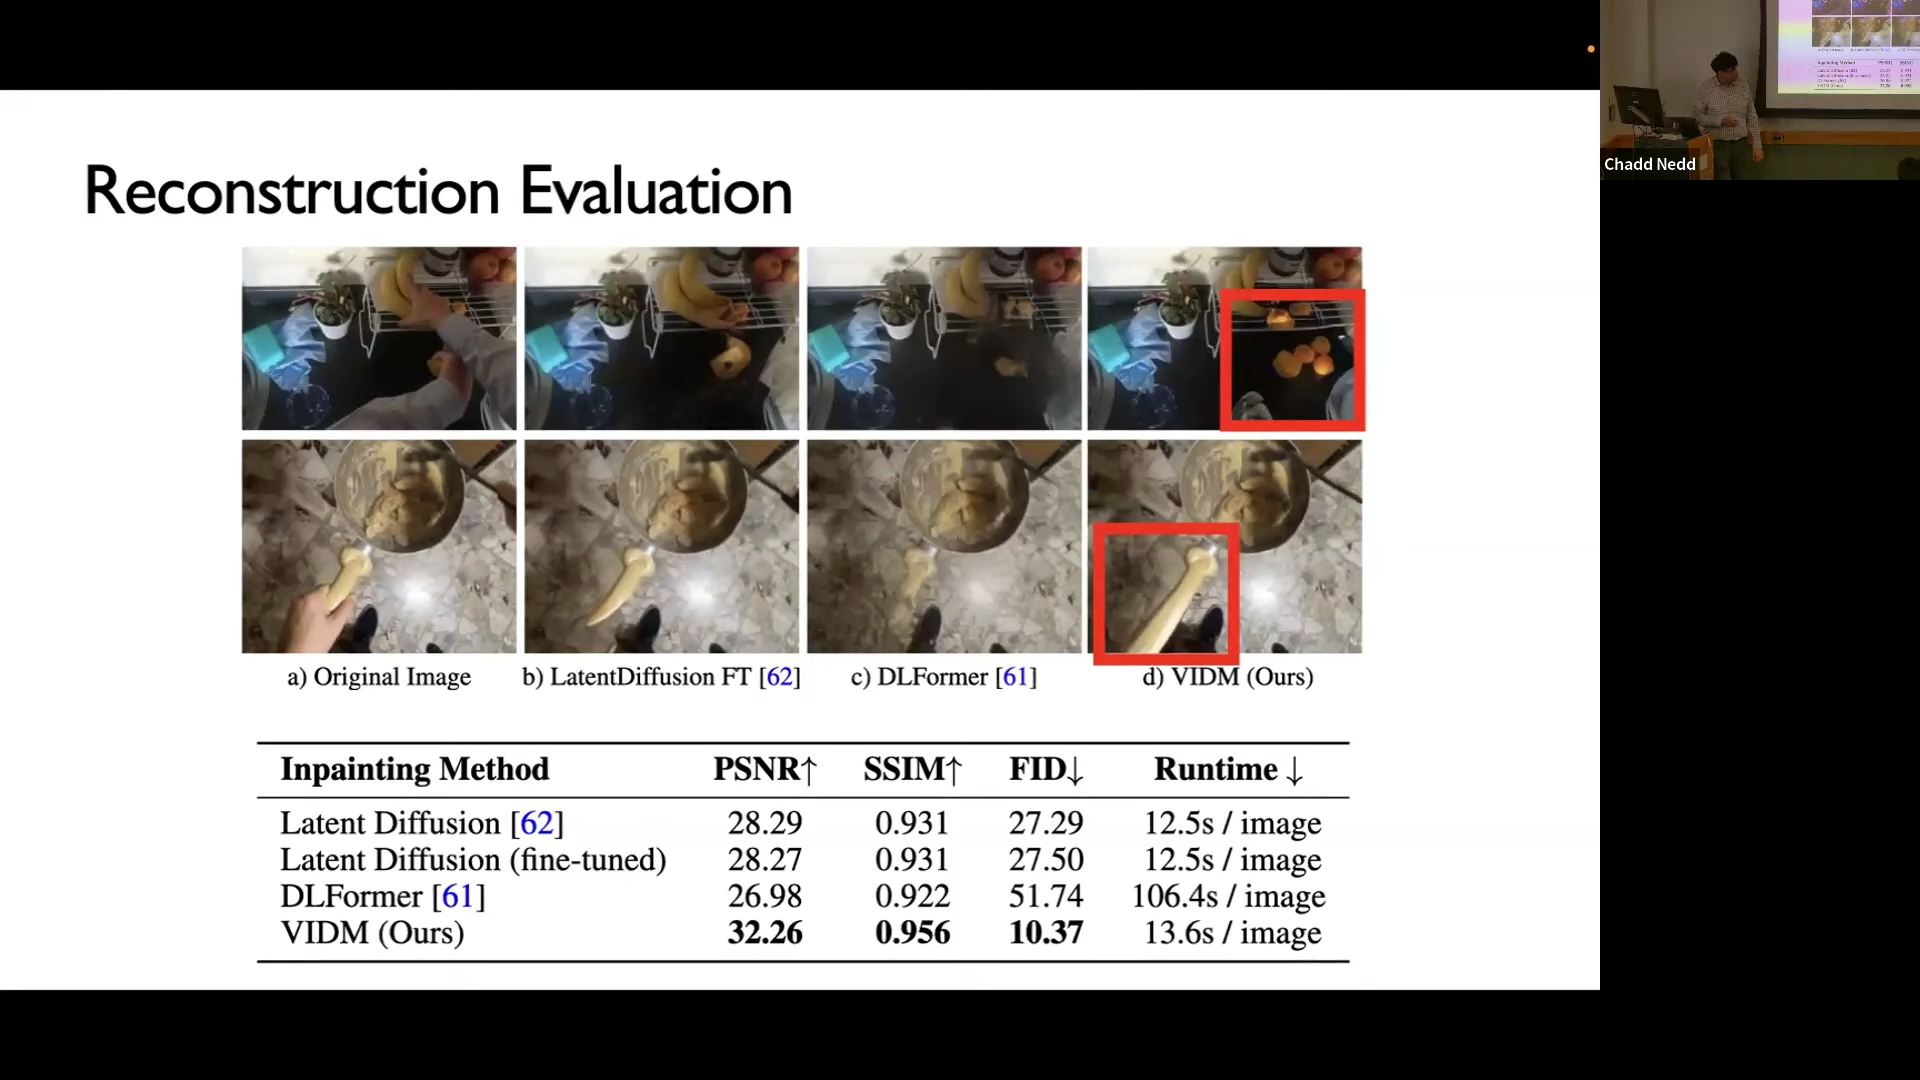 Chadd Nedd
Reconstruction Evaluation
a) Original Image
b) LatentDiffusion FT [62]
c) DLFormer [61]
d) VIDM (Ours)
Inpainting Method PSNR↑ SSIM↑ FID↓ Runtime ↓
Latent Diffusion [62] 28.29 0.931 27.29 12.5s / image
Latent Diffusion (fine-tuned) 28.27 0.931 27.50 12.5s / image
DLFormer [61] 26.98 0.922 51.74 106.4s / image
VIDM (Ours) 32.26 0.956 10.37 13.6s / image